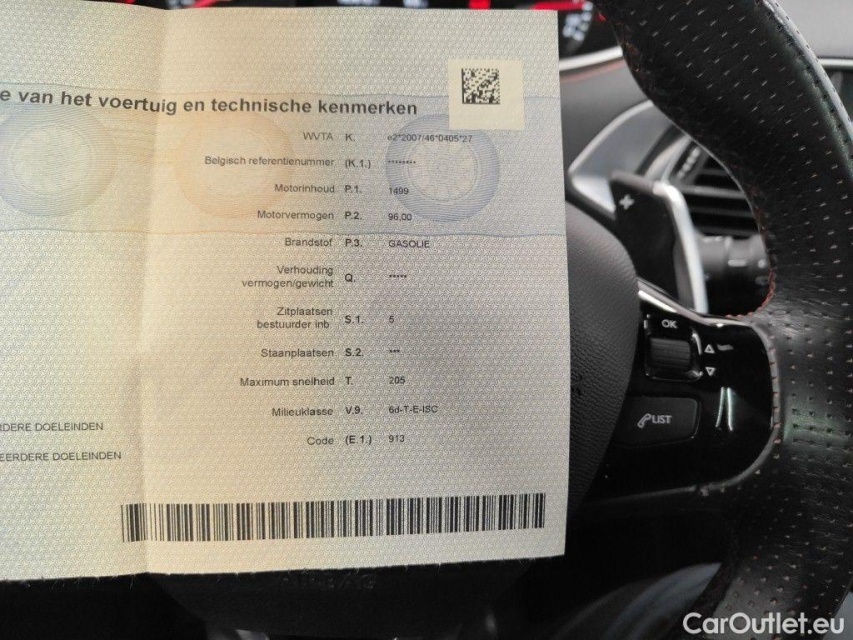 e van het voertuig en technische kenmerken
WVTA K. e2*2007/46*0405*27
Belgisch referentienummer (K.1.) ********
Motorinhoud P.1. 1499
Motorvermogen P.2. 96,00
Brandstof P.3. GASOLIE
Verhouding
vermogen/gewicht Q. *****
Zitplaatsen
bestuurder inb. S.1. 5
Staanplaatsen S.2. ***
Maximum snelheid T. 205
Milieuklasse V.9. 6d-T-E-ISC
Code (E.1.) 913
RDERE DOELEINDEN
EERDERE DOELEINDEN
+
OK
LIST
CarOutlet.eu